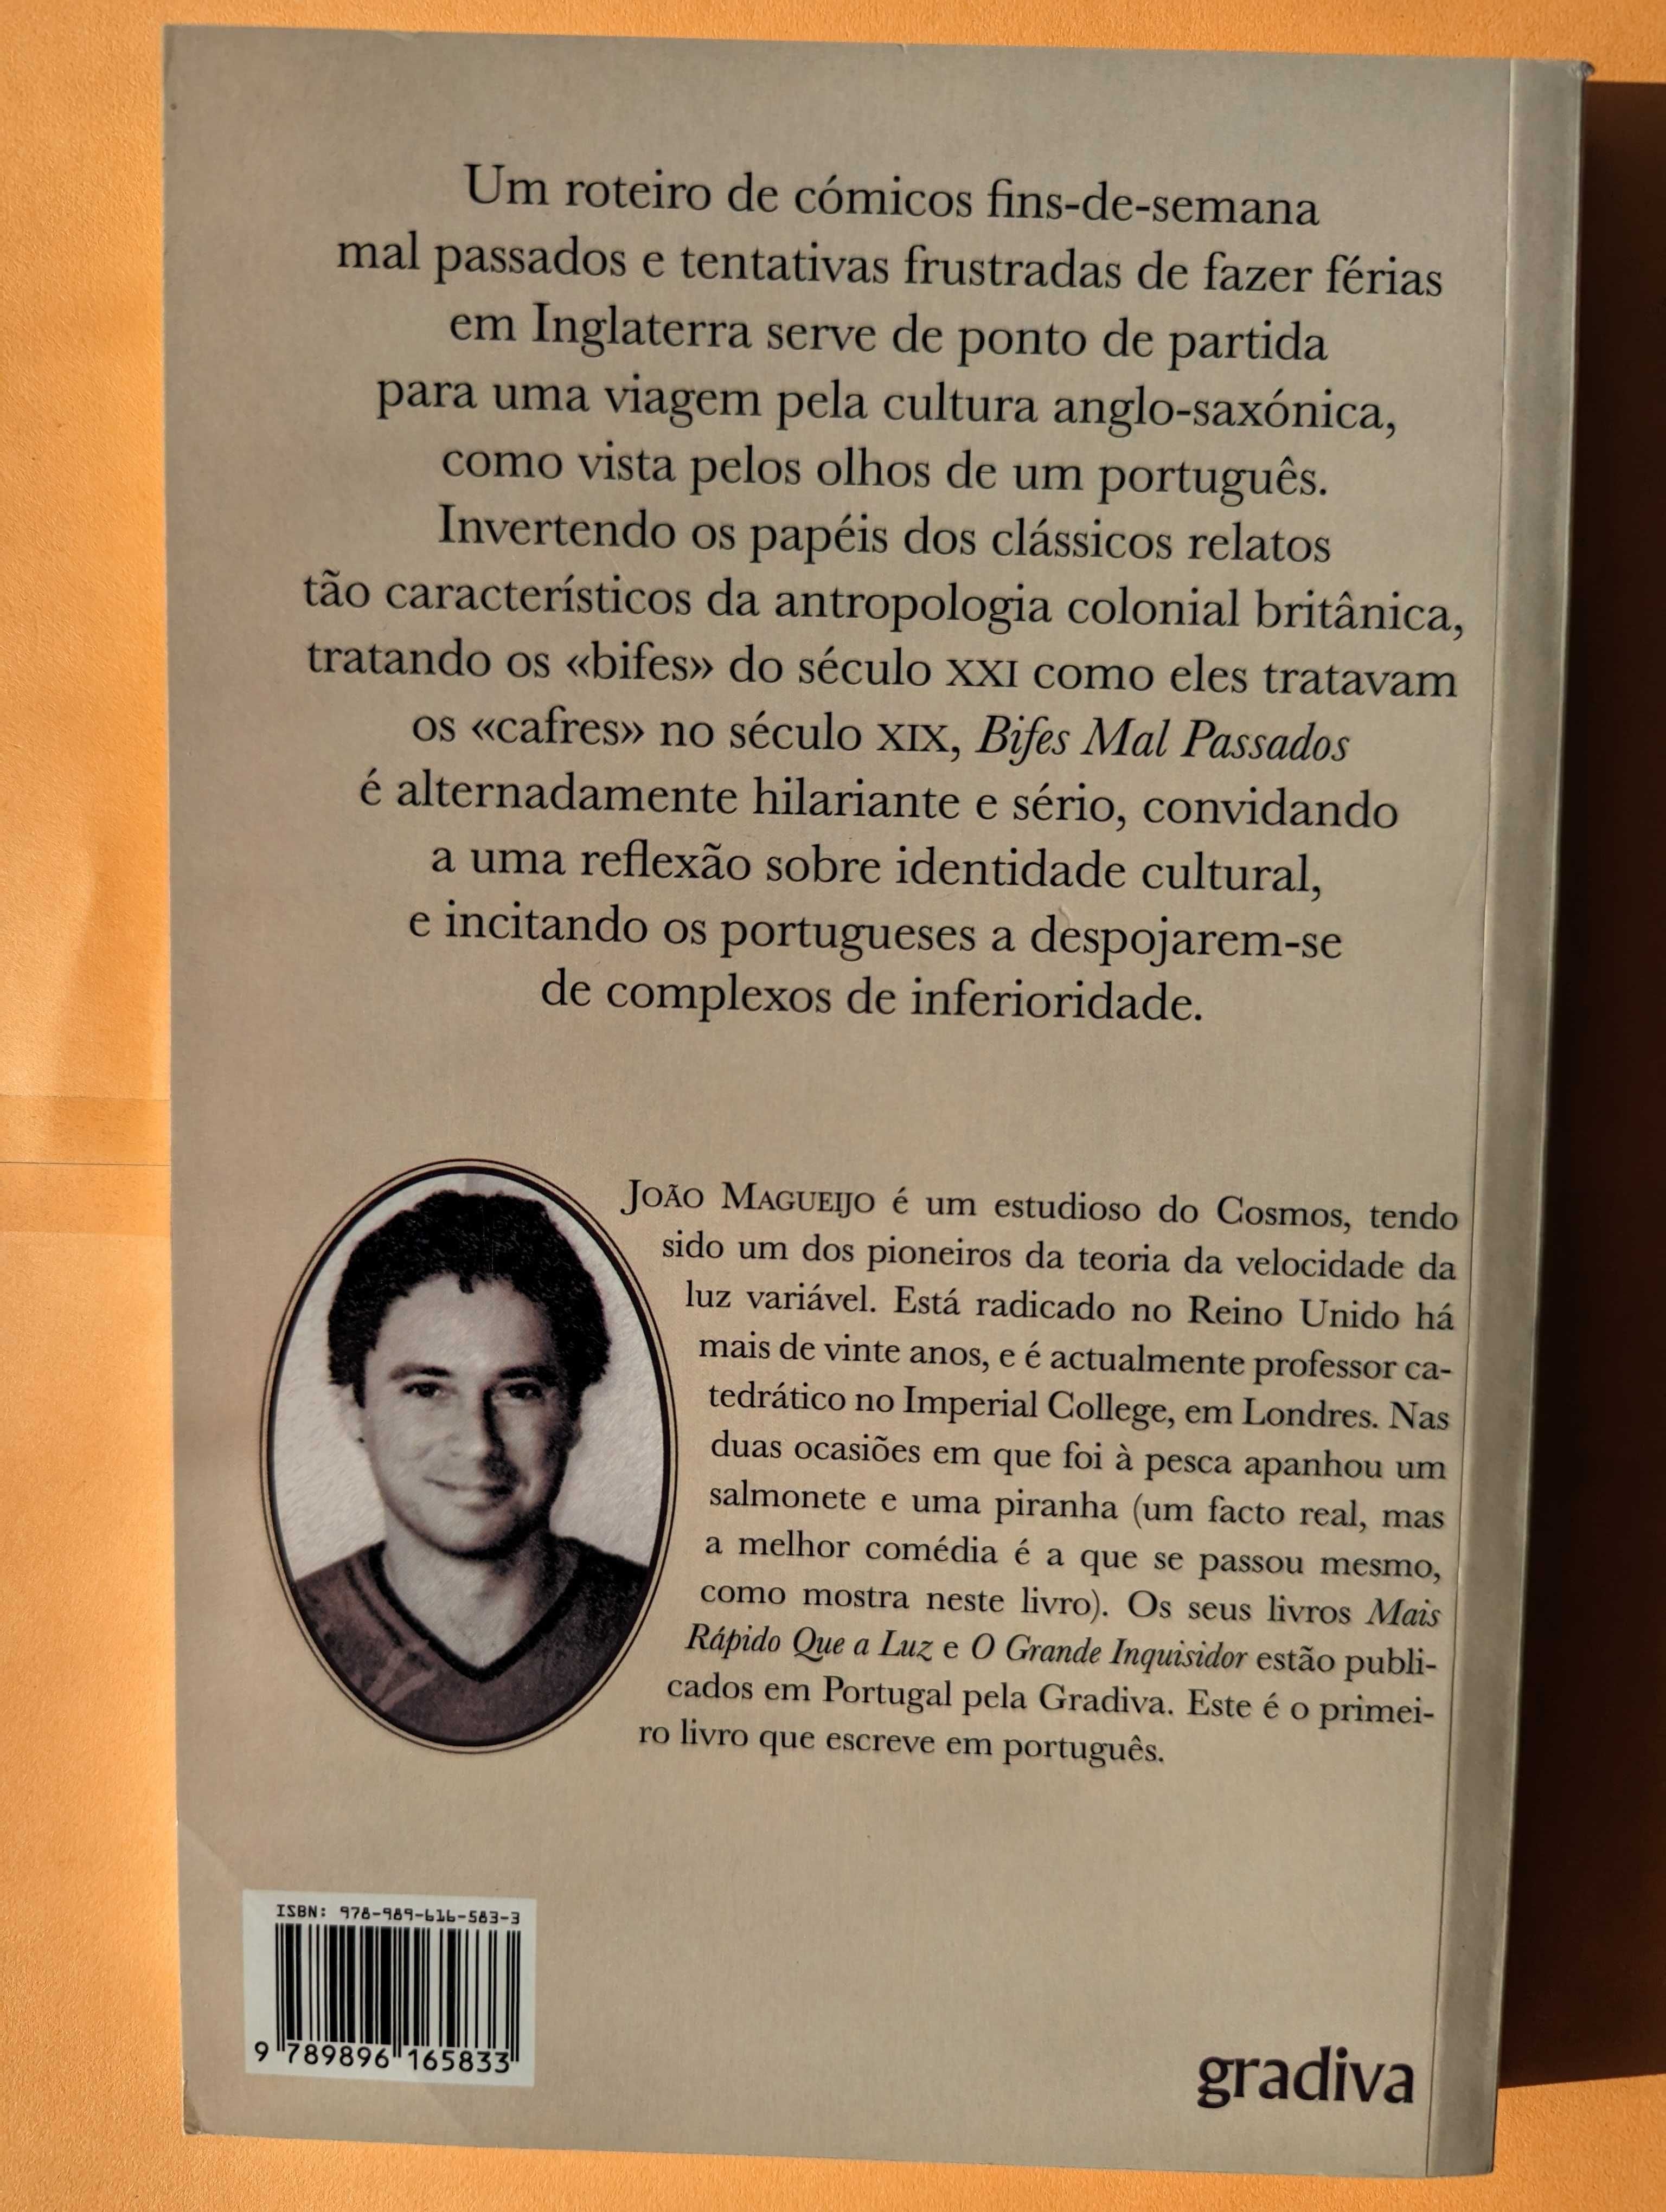 Um roteiro de cómicos fins-de-semana
mal passados e tentativas frustradas de fazer férias
em Inglaterra serve de ponto de partida
para uma viagem pela cultura anglo-saxónica,
como vista pelos olhos de um português.
Invertendo os papéis dos clássicos relatos
tão característicos da antropologia colonial britânica,
tratando os «bifes» do século XXI como eles tratavam
os «cafres» no século XIX, Bifes Mal Passados
é alternadamente hilariante e sério, convidando
a uma reflexão sobre identidade cultural,
e incitando os portugueses a despojarem-se
de complexos de inferioridade.
JOÃO MAGUEIJO é um estudioso do Cosmos, tendo
sido um dos pioneiros da teoria da velocidade da
luz variável. Está radicado no Reino Unido há
mais de vinte anos, e é actualmente professor ca-
tedrático no Imperial College, em Londres. Nas
duas ocasiões em que foi à pesca apanhou um
salmonete e uma piranha (um facto real, mas
a melhor comédia é a que se passou mesmo,
como mostra neste livro). Os seus livros Mais
Rápido Que a Luz e O Grande Inquisidor estão publi-
cados em Portugal pela Gradiva. Este é o primei-
ro livro que escreve em português.
ISBN: 978-989-616-583-3
9 789896 165833
gradiva